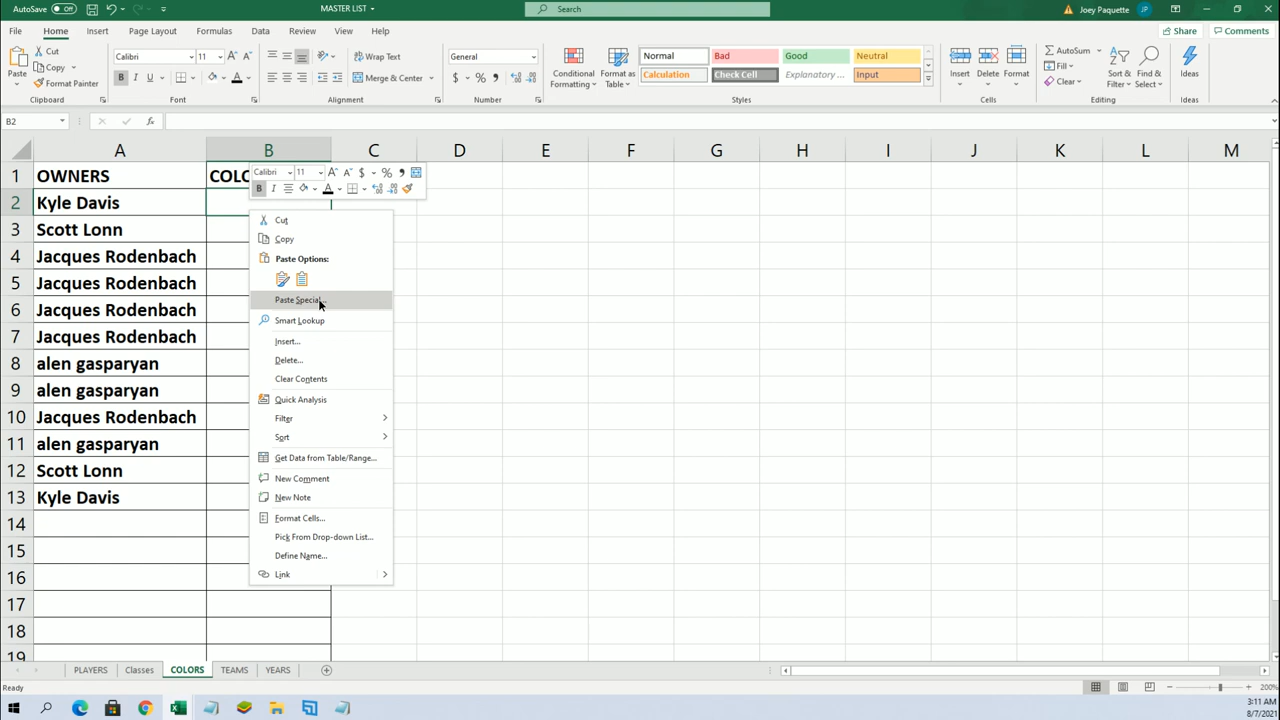 AutoSave Off MASTER LIST Search Joey Paquette JP
File Home Insert Page Layout Formulas Data Review View Help Share Comments
Cut Calibri 11 Wrap Text General Normal Bad Good Neutral AutoSum
Copy Fill
Format Painter Merge & Center Calculation Check Cell Explanatory ... Input Clear
Paste Conditional Formatting Format as Table Insert Delete Format Sort & Filter Find & Select Ideas
Clipboard Font Alignment Number Styles Cells Editing Ideas
B2 fx
A B C D E F G H I J K L M
1 OWNERS COLO
2 Kyle Davis
3 Scott Lonn
4 Jacques Rodenbach
5 Jacques Rodenbach
6 Jacques Rodenbach
7 Jacques Rodenbach
8 alen gasparyan
9 alen gasparyan
10 Jacques Rodenbach
11 alen gasparyan
12 Scott Lonn
13 Kyle Davis
14
15
16
17
18
19
Calibri 11
Cut
Copy
Paste Options:
Paste Special...
Smart Lookup
Insert...
Delete...
Clear Contents
Quick Analysis
Filter
Sort
Get Data from Table/Range...
New Comment
New Note
Format Cells...
Pick From Drop-down List...
Define Name...
Link
PLAYERS Classes COLORS TEAMS YEARS
Ready 200%
3:11 AM
8/7/2021